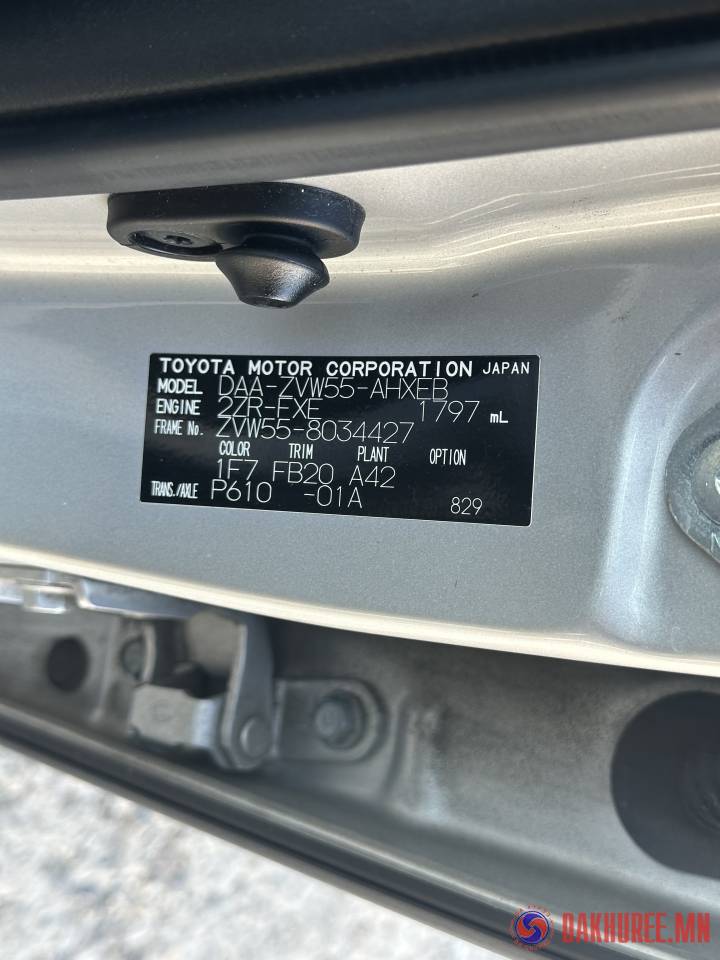 TOYOTA MOTOR CORPORATION JAPAN
MODEL DAA-ZVW55-AHXEB
ENGINE 2ZR-FXE 1797 mL
FRAME No. ZVW55-8034427
COLOR TRIM PLANT OPTION
1F7 FB20 A42
TRANS./AXLE P610 -01A 829
DAKHUREE.MN